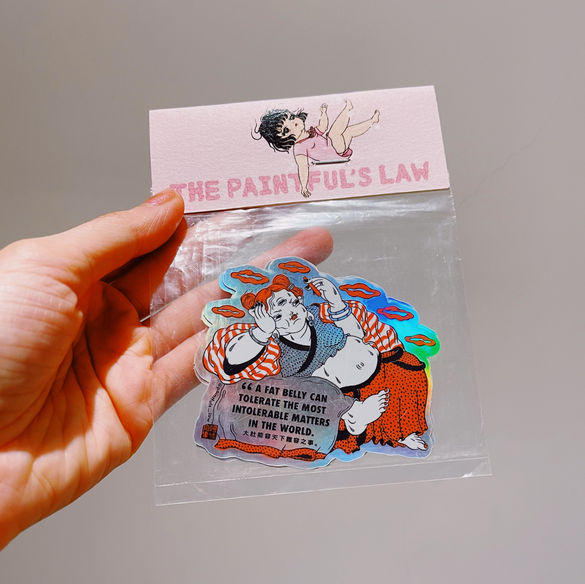 THE PAINTFUL'S LAW
“ A FAT BELLY CAN
TOLERATE THE MOST
INTOLERABLE MATTERS
IN THE WORLD.
大肚能容天下難容之事。